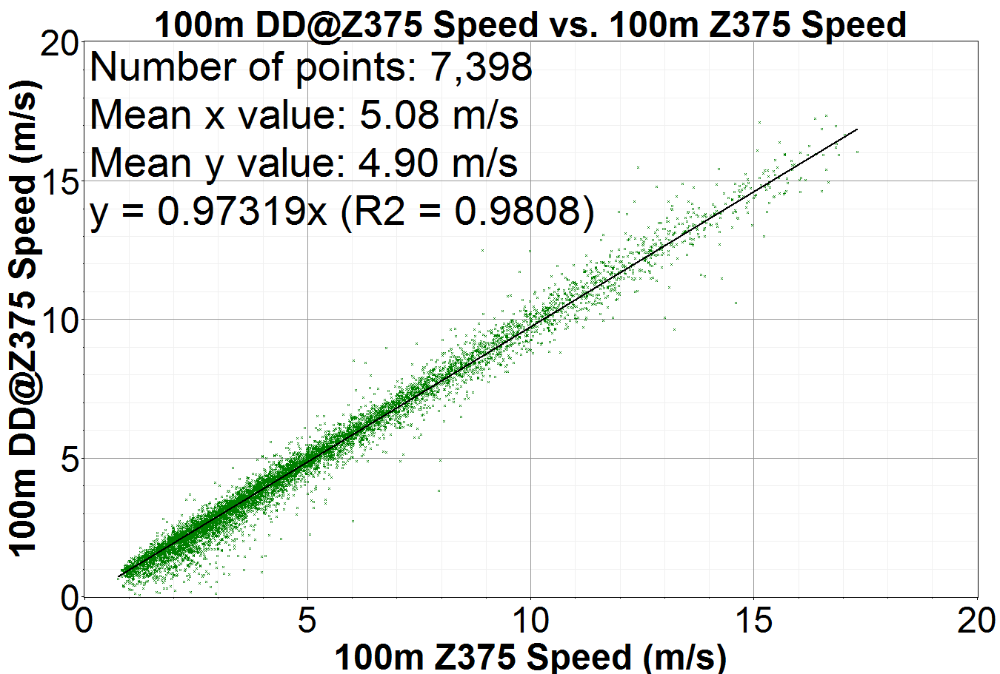 100m DD@Z375 Speed vs. 100m Z375 Speed
Number of points: 7,398
Mean x value: 5.08 m/s
Mean y value: 4.90 m/s
y = 0.97319x (R2 = 0.9808)
100m DD@Z375 Speed (m/s)
20
15
10
5
0
0 5 10 15 20
100m Z375 Speed (m/s)